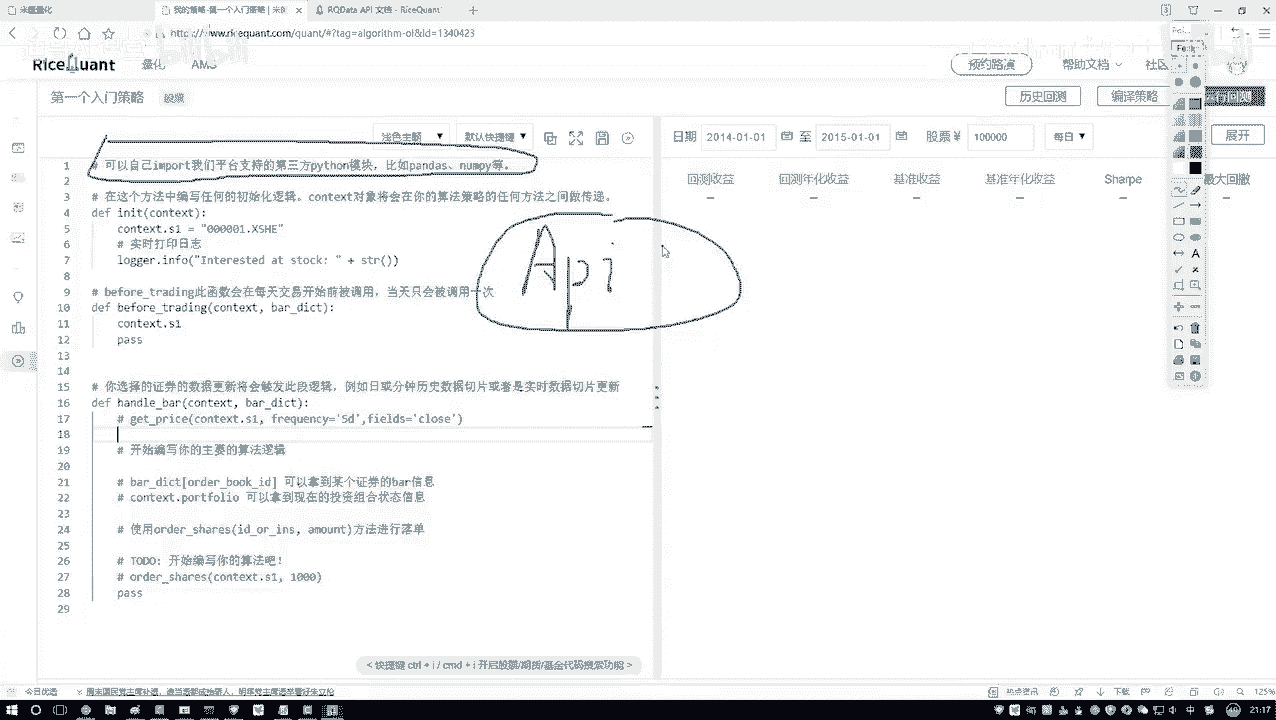 永隆量化
我的策略-第一个入门策略 | 米
RQData API 文档 - RiceQuant
http://www.ricequant.com/quant/#?tag=algorithm-ol&id=1340423
RiceQuant
量化
AMS
预约路演
帮助文档
社区
第一个入门策略
股票
历史回测
编译策略
浅色主题
默认快捷键
日期 2014-01-01 至 2015-01-01 股票 ¥ 100000 每日
展开
回测收益 回测年化收益 基准收益 基准年化收益 Sharpe 最大回撤
1 # 可以自己import我们平台支持的第三方python模块，比如pandas、numpy等。
2
3 # 在这个方法中编写任何的初始化逻辑。context对象将会在你的算法策略的任何方法之间做传递。
4 def init(context):
5 context.s1 = "000001.XSHE"
6 # 实时打印日志
7 logger.info("Interested at stock: " + str())
8
9 # before_trading此函数会在每天交易开始前被调用，当天只会被调用一次
10 def before_trading(context, bar_dict):
11 context.s1
12 pass
13
14
15 # 你选择的证券的数据更新将会触发此段逻辑，例如日或分钟历史数据切片或者是实时数据切片更新
16 def handle_bar(context, bar_dict):
17 # get_price(context.s1, frequency='5d',fields='close')
18
19 # 开始编写你的主要的算法逻辑
20
21 # bar_dict[order_book_id] 可以拿到某个证券的bar信息
22 # context.portfolio 可以拿到现在的投资组合状态信息
23
24 # 使用order_shares(id_or_ins, amount)方法进行落单
25
26 # TODO: 开始编写你的算法吧！
27 # order_shares(context.s1, 1000)
28 pass
29
Api
< 快捷键 ctrl + i / cmd + i 开启股票/期货/基金代码搜索功能 >
今日优选
热点资讯
下载
125%
中
21:17